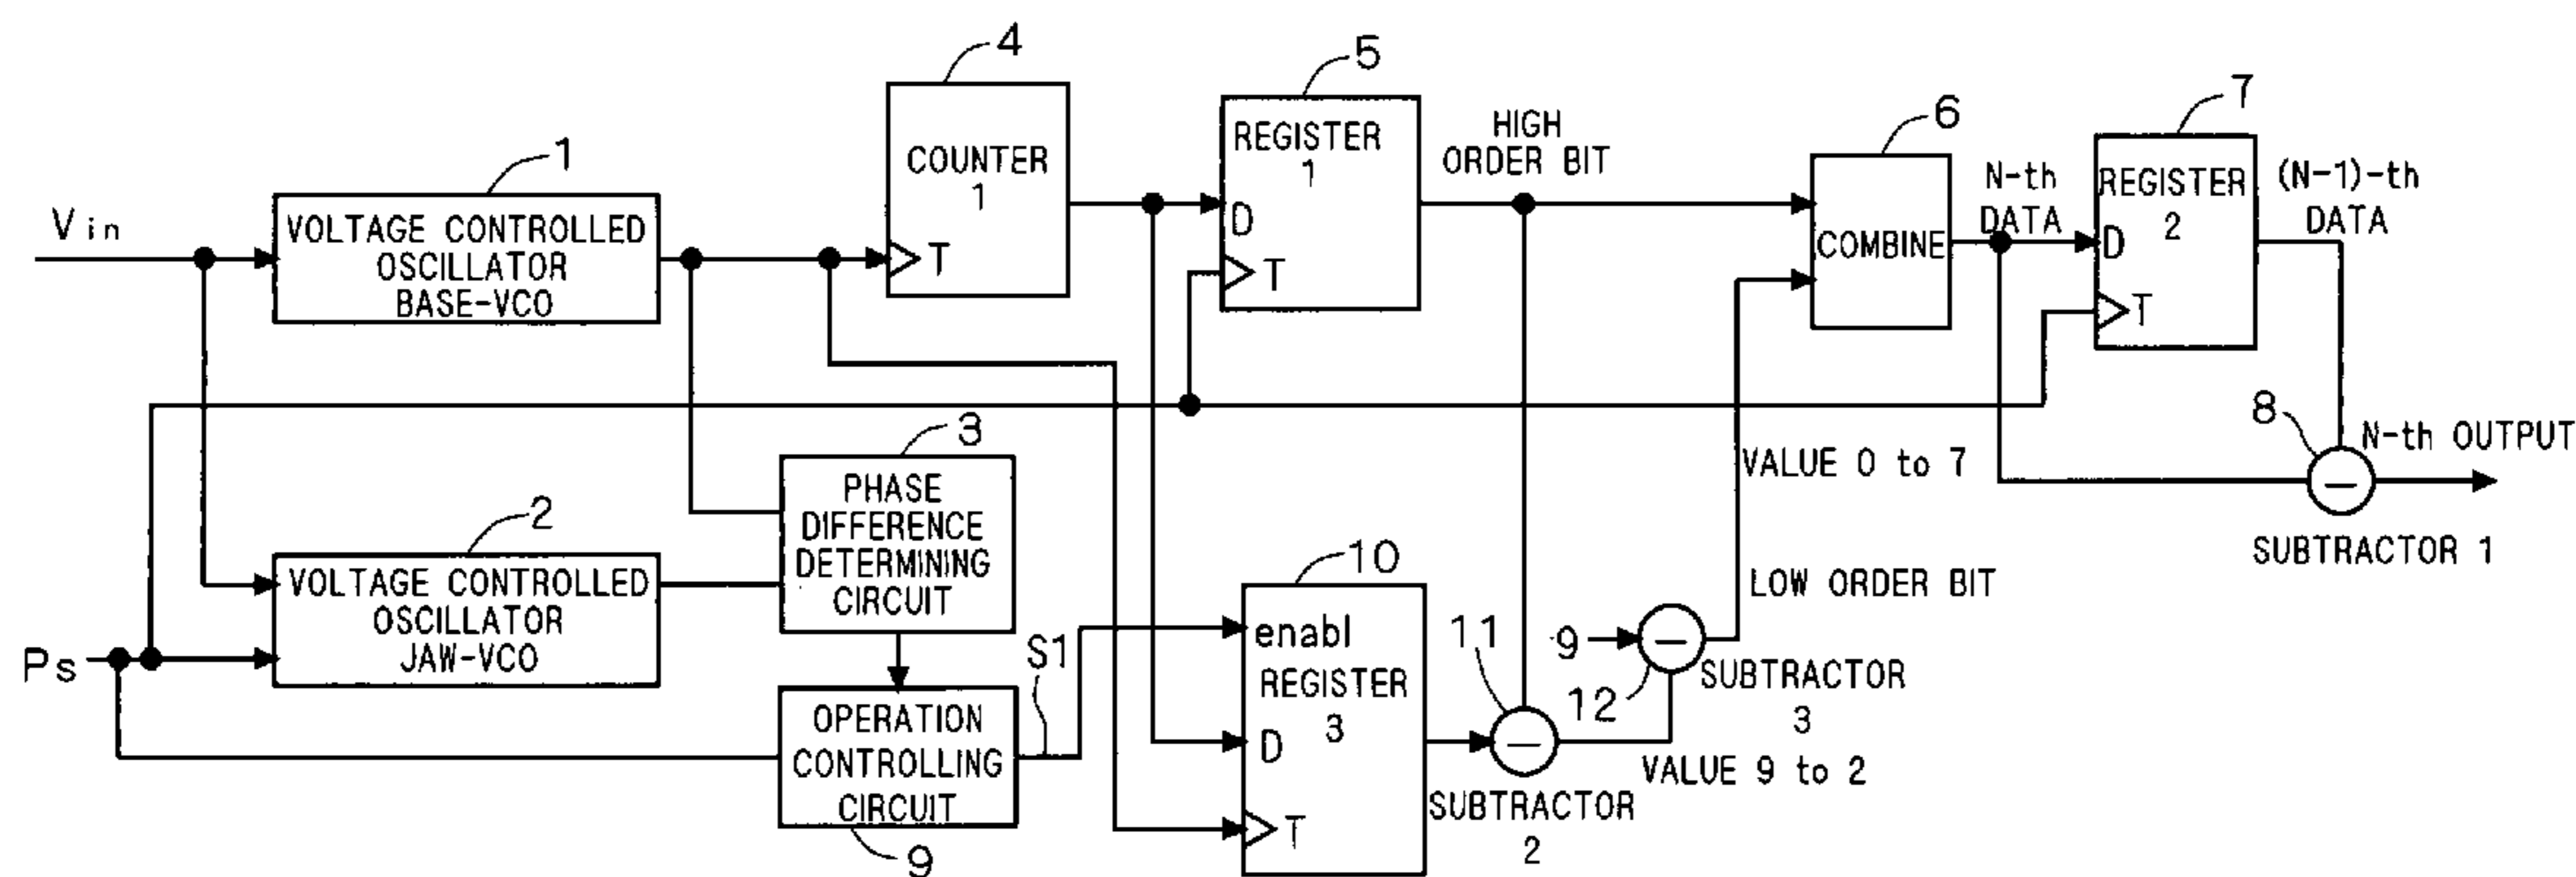 4
5
7
6
1
HIGH
ORDER BIT
REGISTER
1
D
T
COUNTER
1
T
N-th
DATA
REGISTER
2
D
T
(N-1)-th
DATA
Vin
VOLTAGE CONTROLLED
OSCILLATOR
BASE-VCO
COMBINE
3
8
N-th OUTPUT
SUBTRACTOR 1
VALUE 0 to 7
PHASE
DIFFERENCE
DETERMINING
CIRCUIT
2
VOLTAGE CONTROLLED
OSCILLATOR
JAW-VCO
Ps
10
LOW ORDER BIT
enabl
REGISTER
3
D
T
S1
11
9
12
SUBTRACTOR
3
OPERATION
CONTROLLING
CIRCUIT
9
VALUE 9 to 2
SUBTRACTOR
2